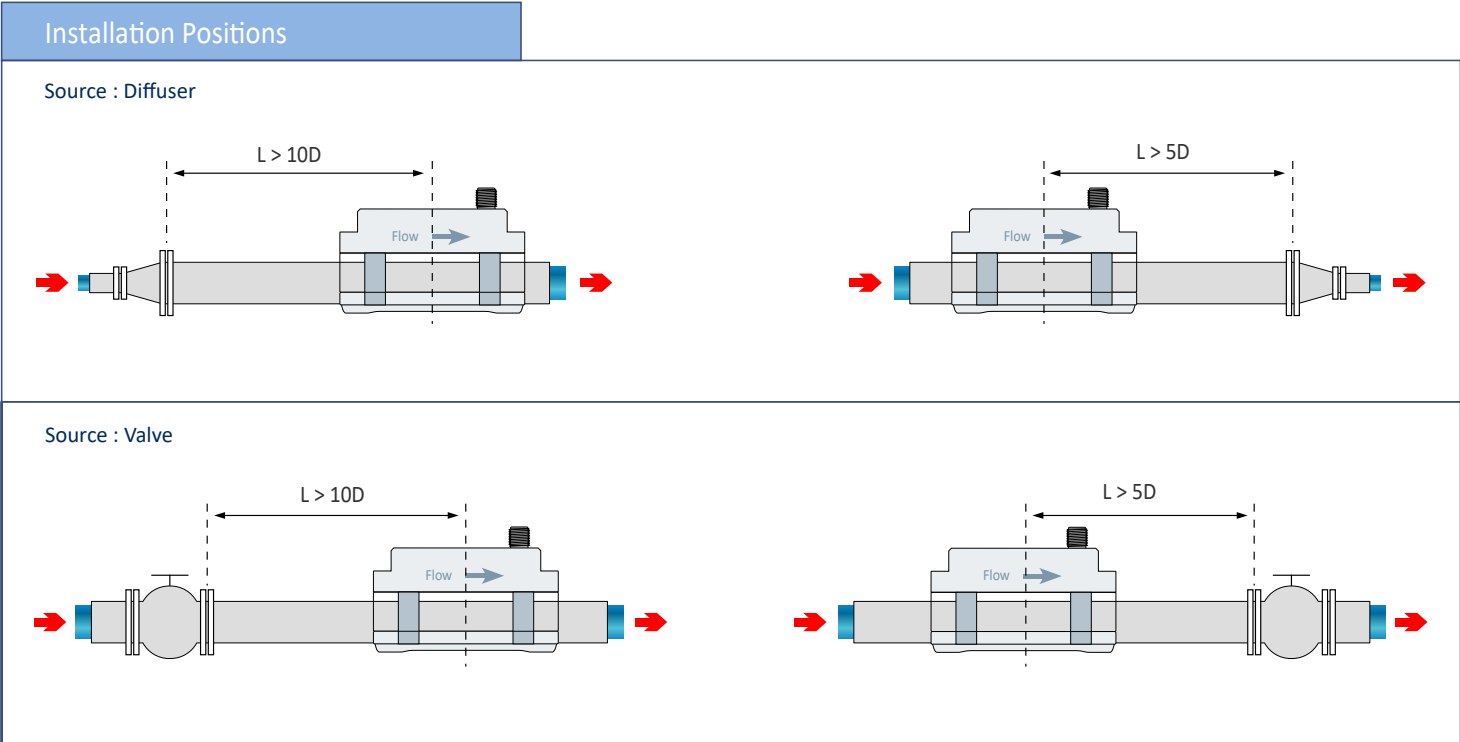 Installation Positions
Source : Diffuser
L > 10D
L > 5D
Flow
Flow
Source : Valve
L > 10D
L > 5D
Flow
Flow